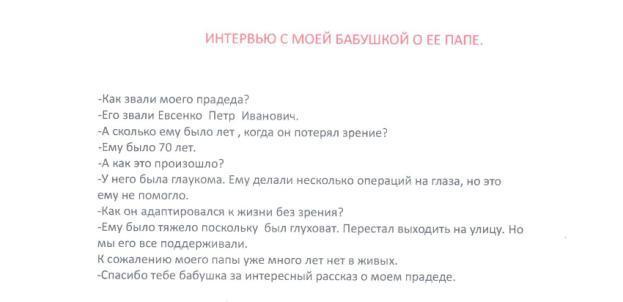 ИНТЕРВЬЮ С МОЕЙ БАБУШКОЙ О ЕЕ ПАПЕ.
-Как звали моего прадеда?
-Его звали Евсенко Петр Иванович.
-А сколько ему было лет , когда он потерял зрение?
-Ему было 70 лет.
-А как это произошло?
-У него была глаукома. Ему делали несколько операций на глаза, но это
ему не помогло.
-Как он адаптировался к жизни без зрения?
-Ему было тяжело поскольку был глуховат. Перестал выходить на улицу. Но
мы его все поддерживали.
К сожалению моего папы уже много лет нет в живых.
-Спасибо тебе бабушка за интересный рассказ о моем прадеде.